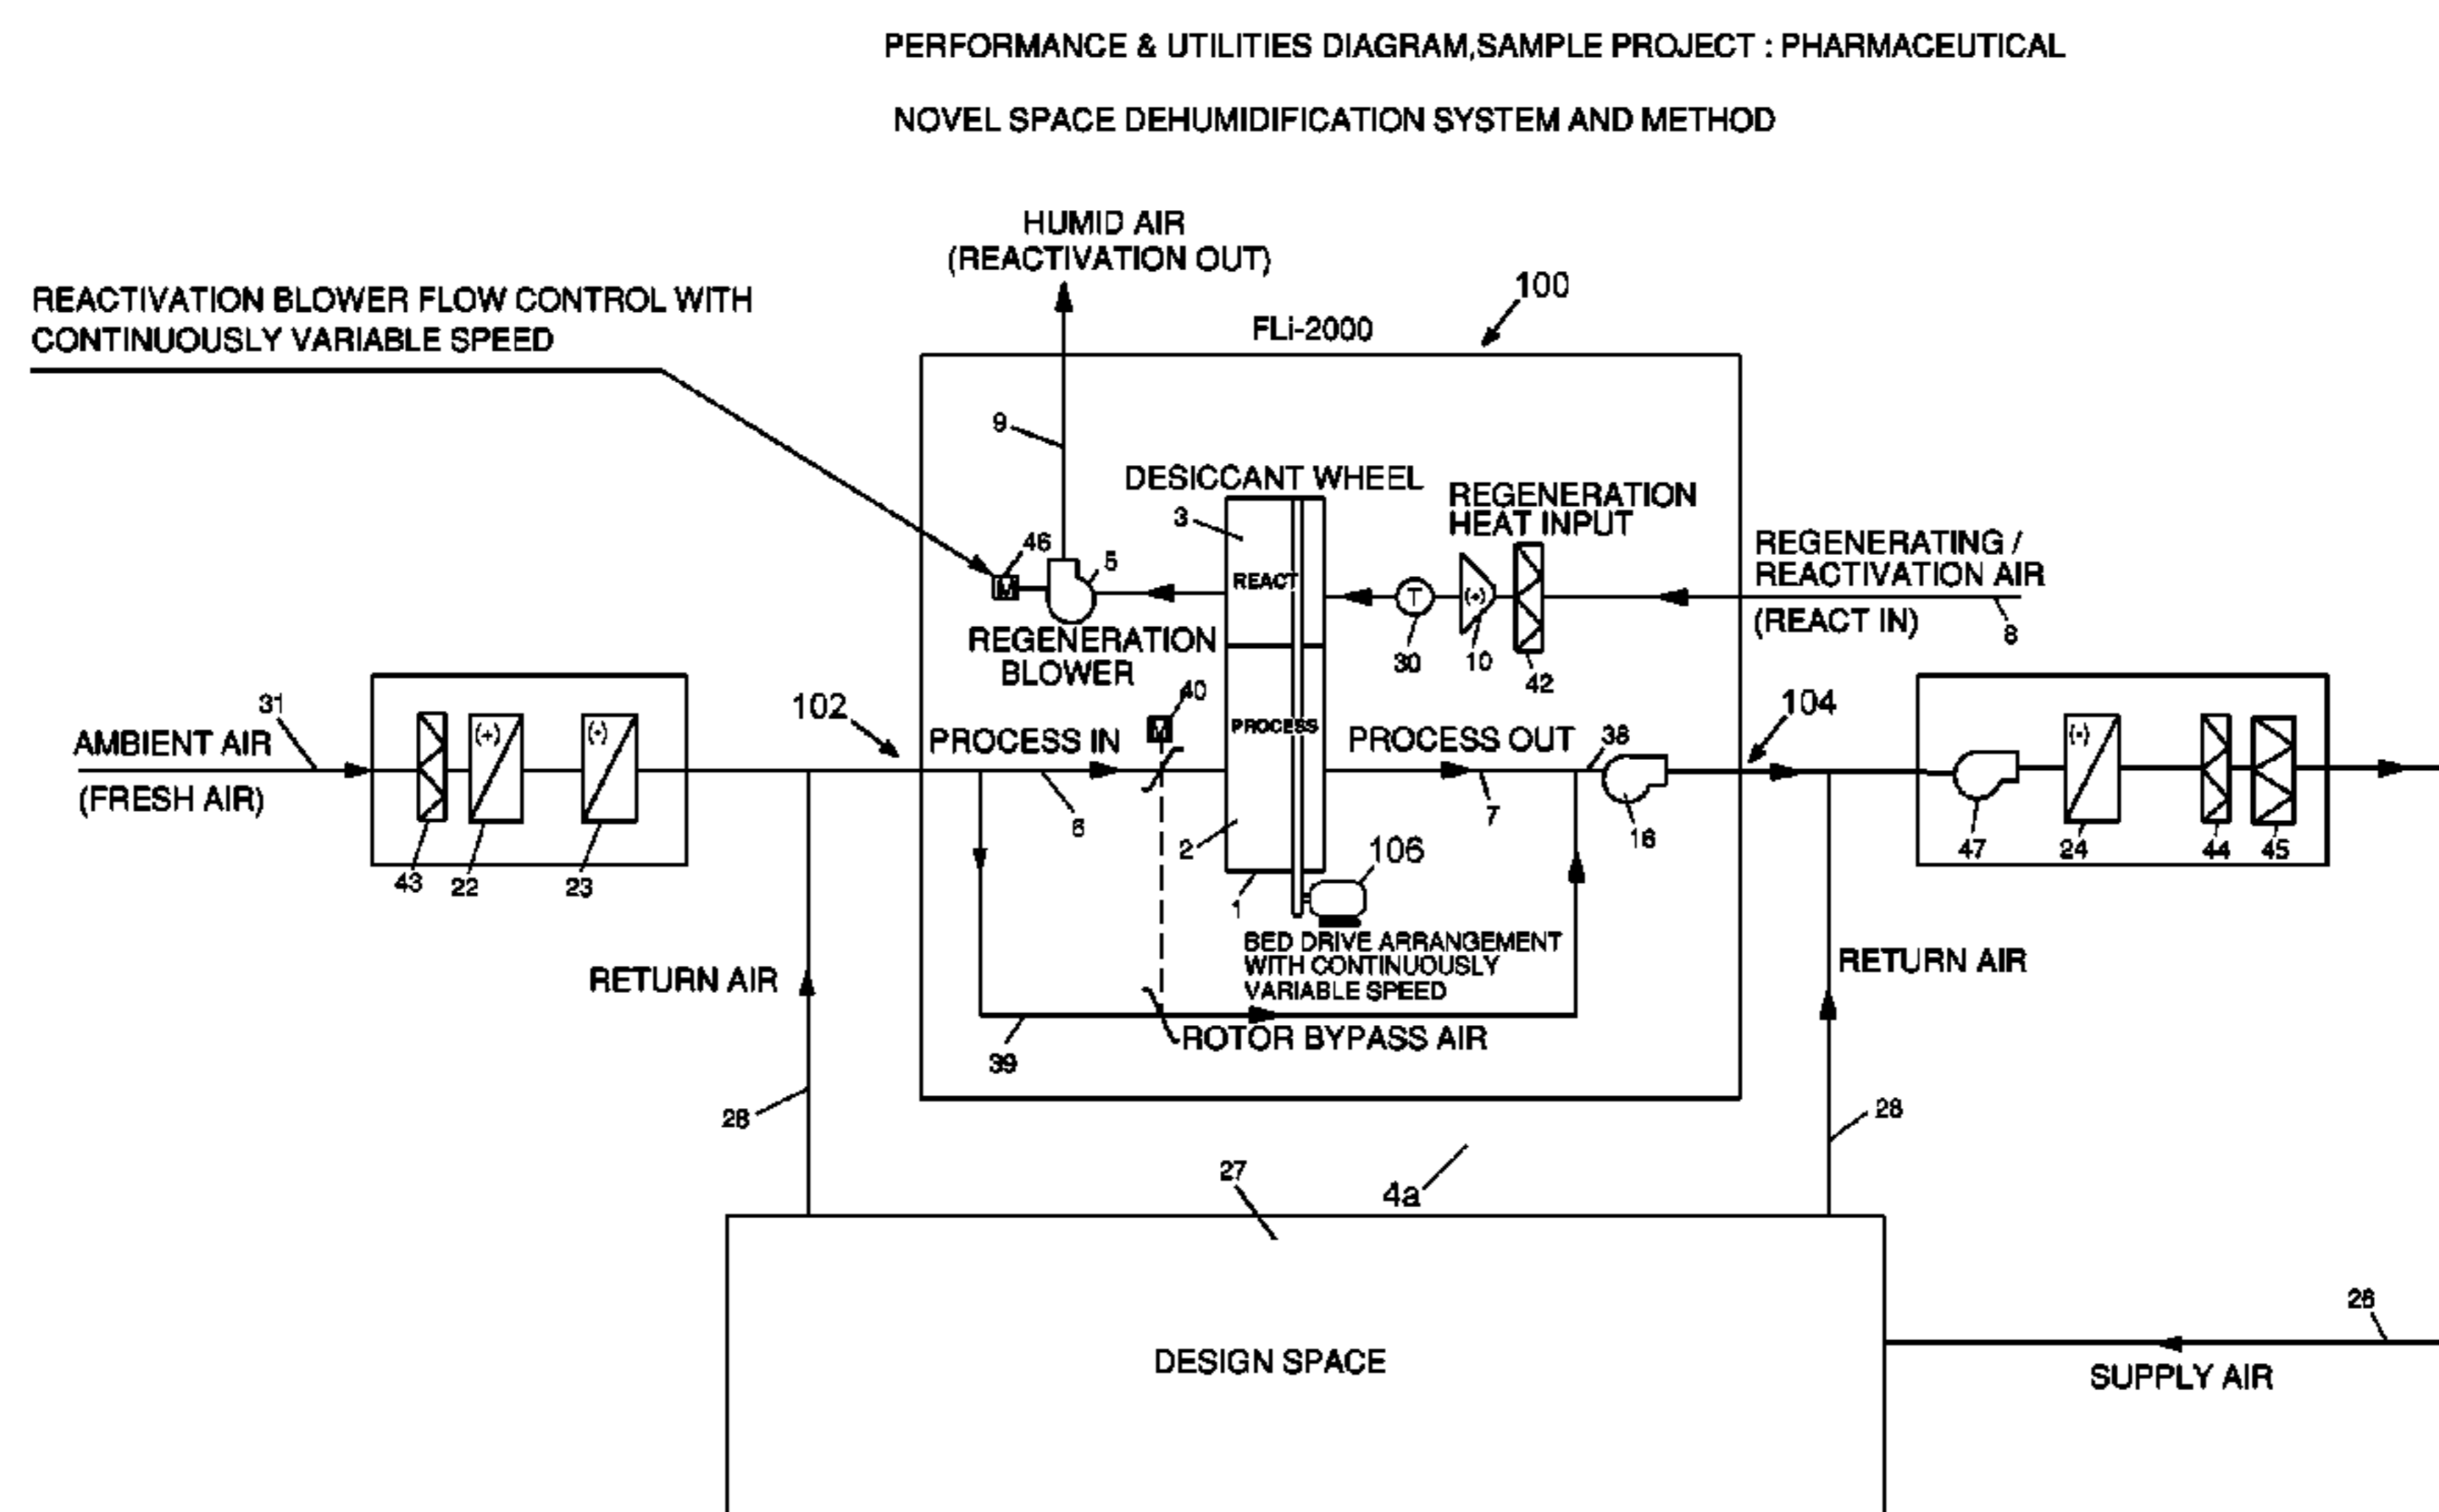 PERFORMANCE & UTILITIES DIAGRAM,SAMPLE PROJECT : PHARMACEUTICAL
NOVEL SPACE DEHUMIDIFICATION SYSTEM AND METHOD
HUMID AIR
(REACTIVATION OUT)
REACTIVATION BLOWER FLOW CONTROL WITH
CONTINUOUSLY VARIABLE SPEED
100
FLi-2000
9
DESICCANT WHEEL
3
REGENERATION
HEAT INPUT
46
5
REACT
T
(+)
REGENERATING /
REACTIVATION AIR
(REACT IN)
8
M
REGENERATION
BLOWER
30
10
42
40
M
31
AMBIENT AIR
(FRESH AIR)
(+)
(-)
43
22
23
102
PROCESS IN
PROCESS
PROCESS OUT
38
104
6
7
16
2
1
106
(-)
47
24
44
45
BED DRIVE ARRANGEMENT
WITH CONTINUOUSLY
VARIABLE SPEED
RETURN AIR
RETURN AIR
39
ROTOR BYPASS AIR
28
28
27
4a
DESIGN SPACE
26
SUPPLY AIR